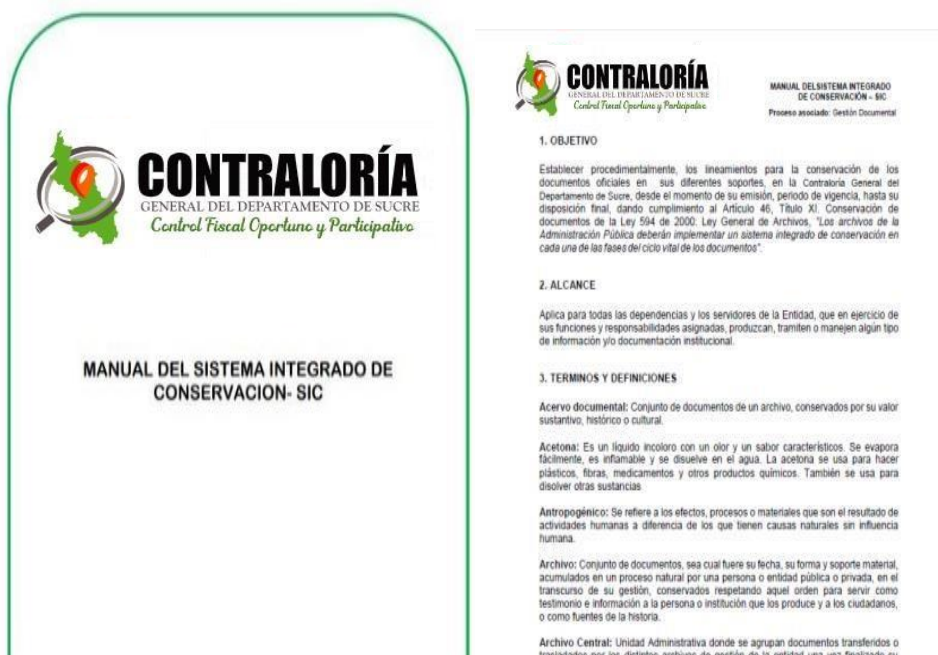 CONTRALORÍA
GENERAL DEL DEPARTAMENTO DE SUCRE
Control Fiscal Oportuno y Participativo
MANUAL DEL SISTEMA INTEGRADO DE
CONSERVACION- SIC
CONTRALORÍA
GENERAL DEL DEPARTAMENTO DE SUCRE
Control Fiscal Oportuno y Participativo
MANUAL DELSISTEMA INTEGRADO
DE CONSERVACIÓN – SIC
Proceso asociado: Gestión Documental
1. OBJETIVO
Establecer procedimentalmente, los lineamientos para la conservación de los
documentos oficiales en sus diferentes soportes, en la Contraloría General del
Departamento de Sucre, desde el momento de su emisión, periodo de vigencia, hasta su
disposición final, dando cumplimiento al Artículo 46, Título XI. Conservación de
documentos de la Ley 594 de 2000: Ley General de Archivos, "Los archivos de la
Administración Pública deberán implementar un sistema integrado de conservación en
cada una de las fases del ciclo vital de los documentos".
2. ALCANCE
Aplica para todas las dependencias y los servidores de la Entidad, que en ejercicio de
sus funciones y responsabilidades asignadas, produzcan, tramiten o manejen algún tipo
de información y/o documentación institucional.
3. TERMINOS Y DEFINICIONES
Acervo documental: Conjunto de documentos de un archivo, conservados por su valor
sustantivo, histórico o cultural.
Acetona: Es un líquido incoloro con un olor y un sabor característicos. Se evapora
fácilmente, es inflamable y se disuelve en el agua. La acetona se usa para hacer
plásticos, fibras, medicamentos y otros productos químicos. También se usa para
disolver otras sustancias
Antropogénico: Se refiere a los efectos, procesos o materiales que son el resultado de
actividades humanas a diferencia de los que tienen causas naturales sin influencia
humana.
Archivo: Conjunto de documentos, sea cual fuere su fecha, su forma y soporte material,
acumulados en un proceso natural por una persona o entidad pública o privada, en el
transcurso de su gestión, conservados respetando aquel orden para servir como
testimonio e información a la persona o institución que los produce y a los ciudadanos,
o como fuentes de la historia.
Archivo Central: Unidad Administrativa donde se agrupan documentos transferidos o
trasladados por los distintos archivos de gestión de la entidad una vez finalizado su